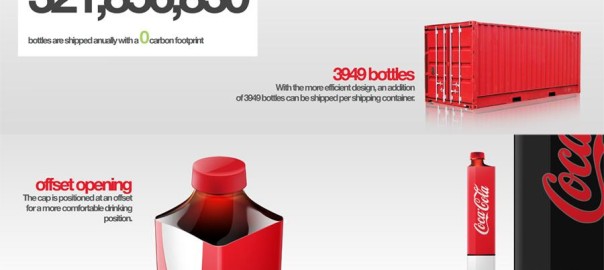 bottles are shipped anually with a 0 carbon footprint
3949 bottles
With the more efficient design, an addition
of 3949 bottles can be shipped per shipping container.
offset opening
The cap is positioned at an offset
for a more comfortable drinking
position.
Coca-Cola
Coca